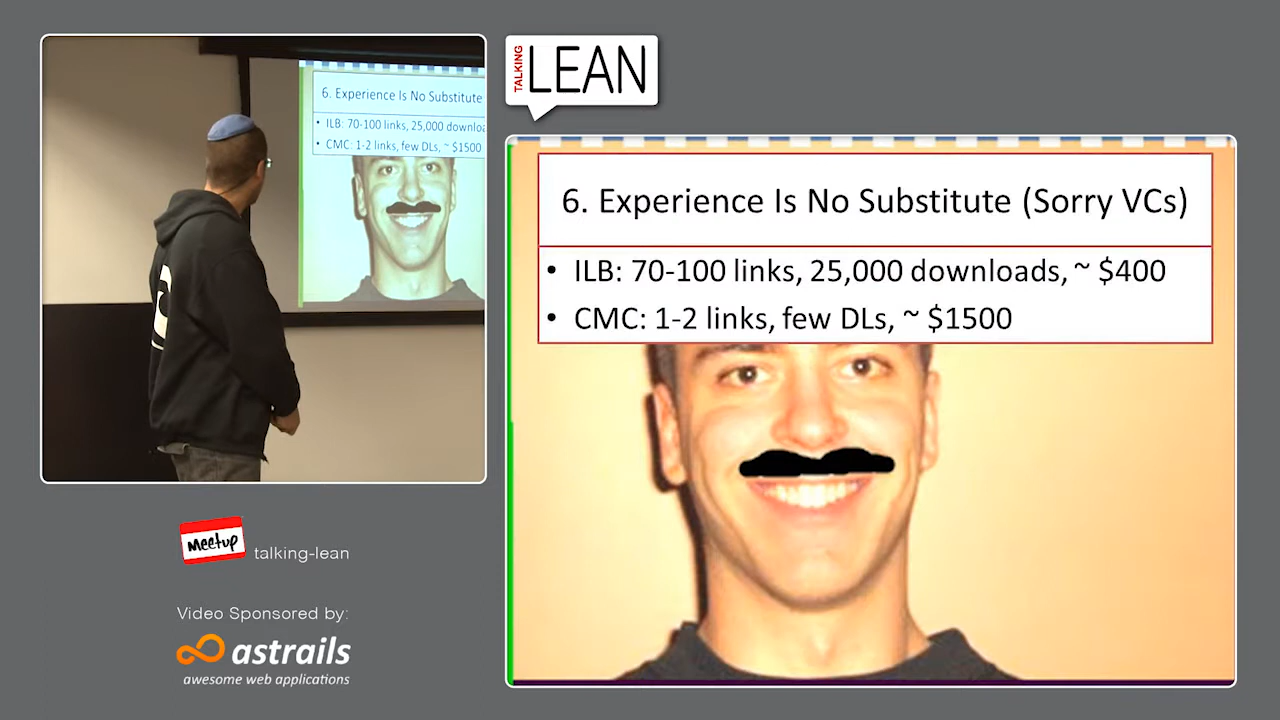 6. Experience Is No Substitute
• ILB: 70-100 links, 25,000 downloa
• CMC: 1-2 links, few DLs, ~ $1500
TALKING
LEAN
6. Experience Is No Substitute (Sorry VCs)
• ILB: 70-100 links, 25,000 downloads, ~ $400
• CMC: 1-2 links, few DLs, ~ $1500
meetup
talking-lean
Video Sponsored by:
astrails
awesome web applications